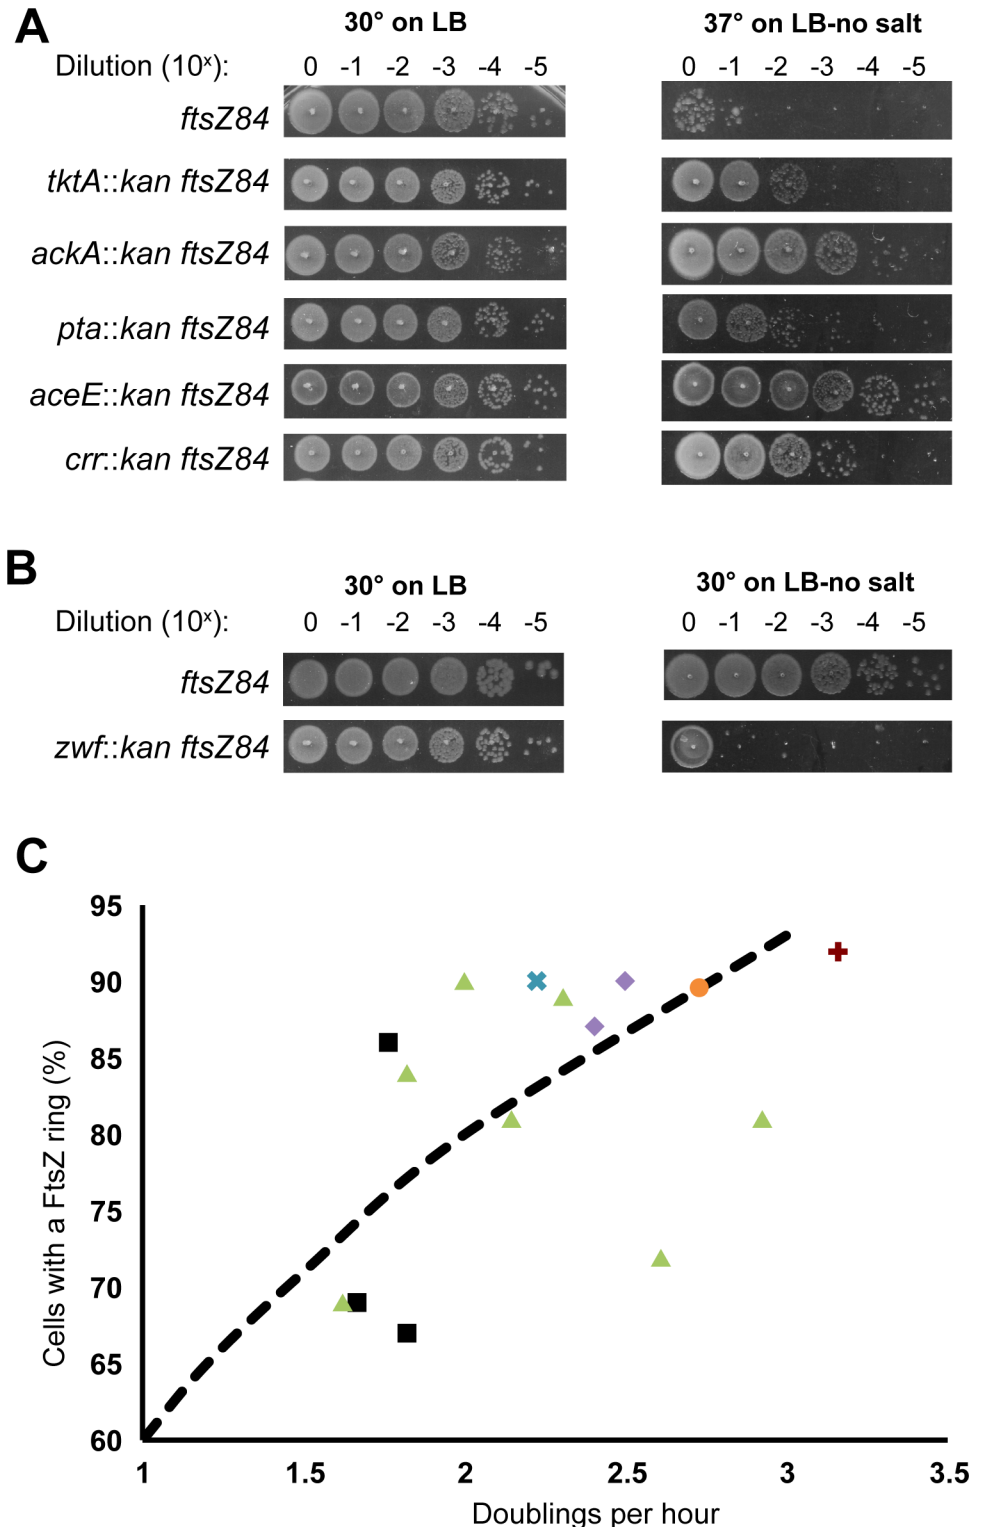 A
30° on LB
37° on LB-no salt
Dilution (10ˣ): 0 -1 -2 -3 -4 -5 0 -1 -2 -3 -4 -5
ftsZ84
tktA::kan ftsZ84
ackA::kan ftsZ84
pta::kan ftsZ84
aceE::kan ftsZ84
crr::kan ftsZ84
B
30° on LB
30° on LB-no salt
Dilution (10ˣ): 0 -1 -2 -3 -4 -5 0 -1 -2 -3 -4 -5
ftsZ84
zwf::kan ftsZ84
C
Cells with a FtsZ ring (%)
95
90
85
80
75
70
65
60
1 1.5 2 2.5 3 3.5
Doublings per hour